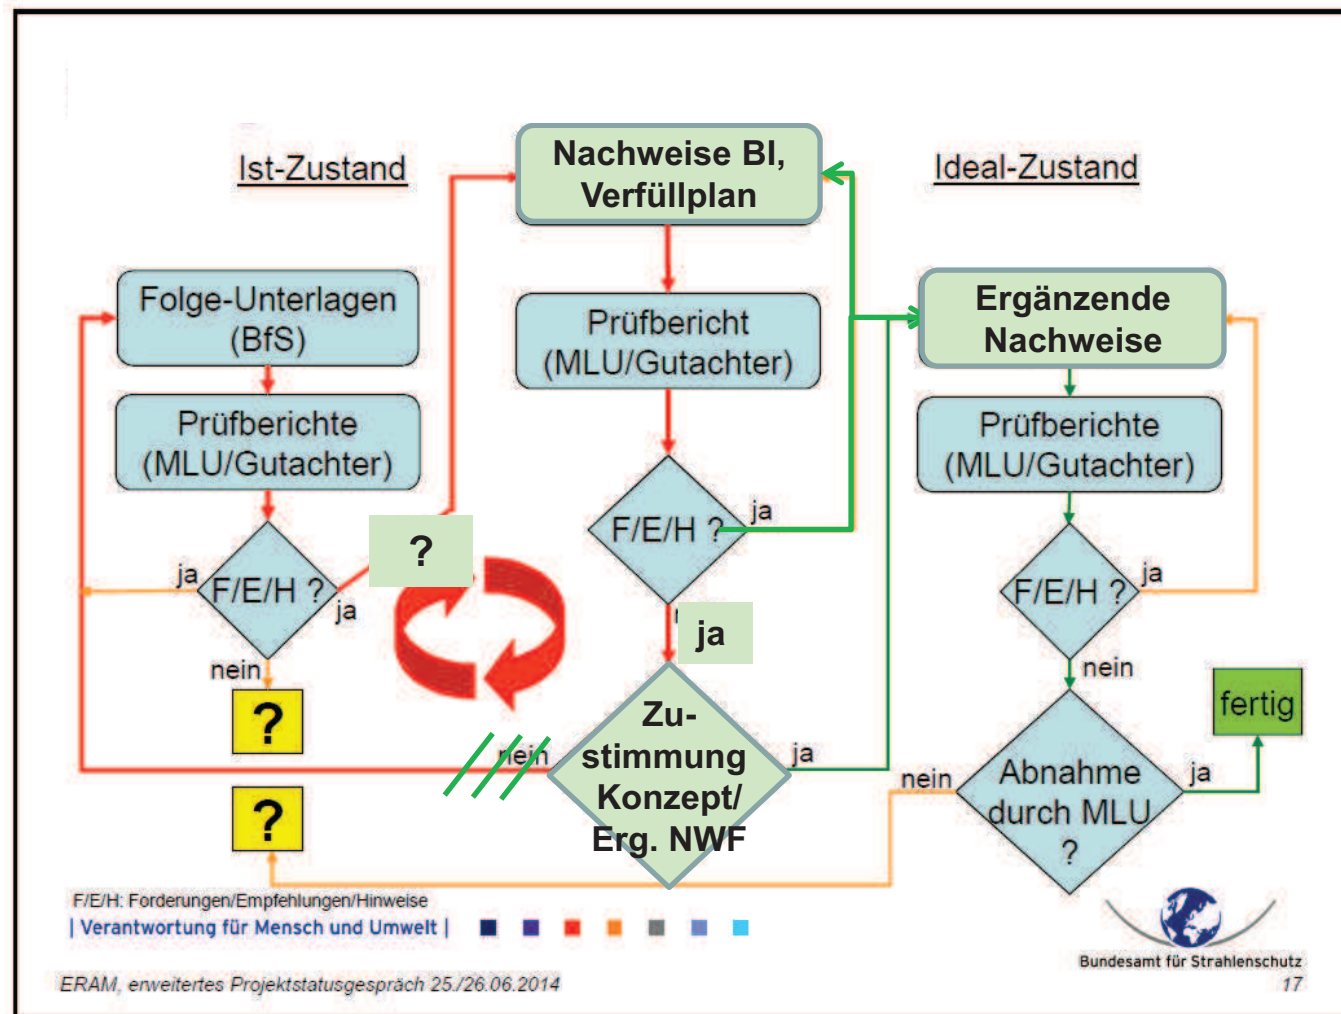 Ist-Zustand
Nachweise BI,
Verfüllplan
Ideal-Zustand
Folge-Unterlagen
(BfS)
Prüfbericht
(MLU/Gutachter)
Ergänzende
Nachweise
Prüfberichte
(MLU/Gutachter)
Prüfberichte
(MLU/Gutachter)
F/E/H ?
ja
ja
nein
?
F/E/H ?
ja
ja
F/E/H ?
ja
nein
?
?
nein
Zu-
stimmung
Konzept/
Erg. NWF
ja
nein
Abnahme
durch MLU
?
ja
fertig
F/E/H: Forderungen/Empfehlungen/Hinweise
| Verantwortung für Mensch und Umwelt |
Bundesamt für Strahlenschutz
ERAM, erweitertes Projektstatusgespräch 25./26.06.2014
17